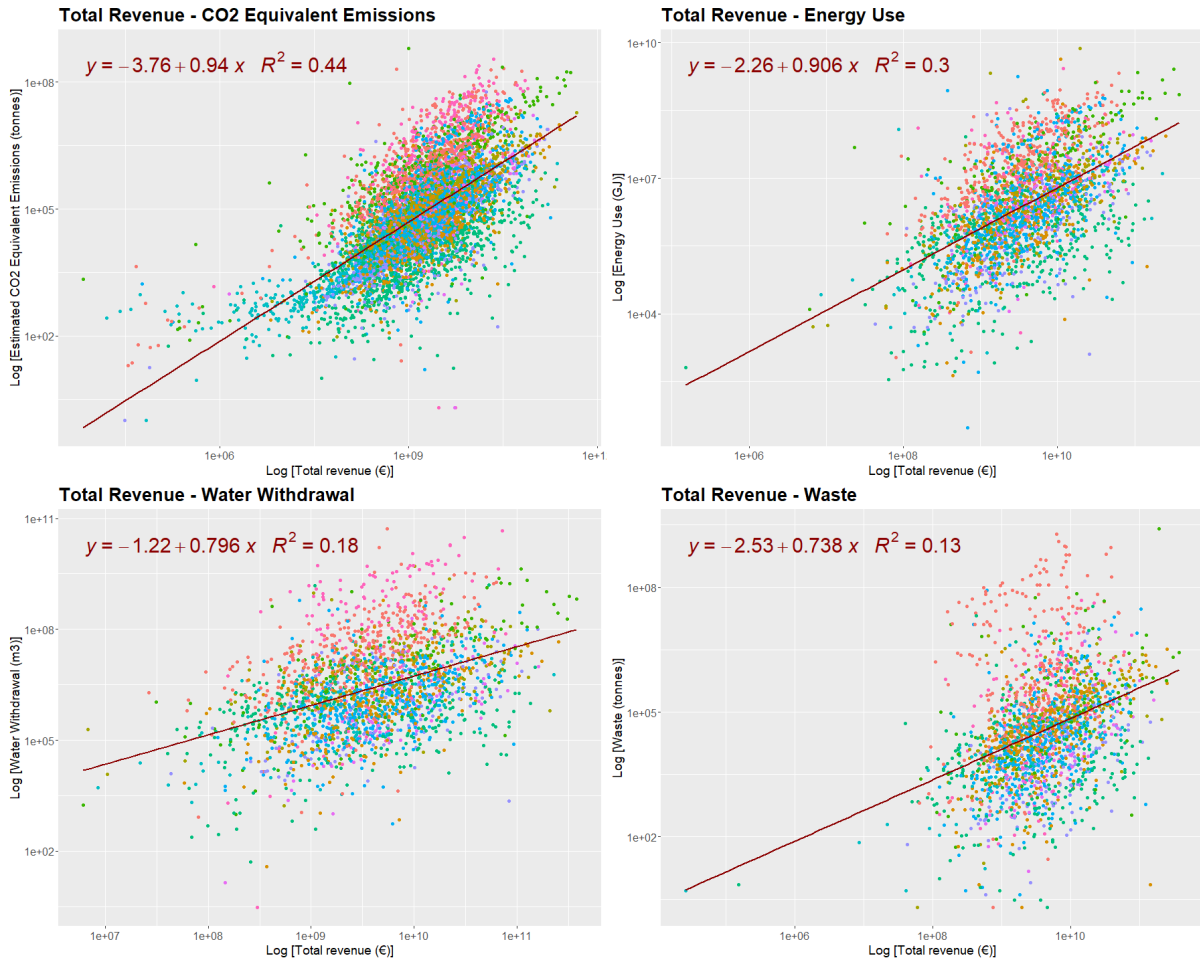 Total Revenue - CO2 Equivalent Emissions
y = −3.76 + 0.94 x R² = 0.44
1e+08
1e+05
1e+02
Log [Estimated CO2 Equivalent Emissions (tonnes)]
1e+06 1e+09 1e+1
Log [Total revenue (€)]
Total Revenue - Energy Use
y = −2.26 + 0.906 x R² = 0.3
1e+10
1e+07
1e+04
Log [Energy Use (GJ)]
1e+06 1e+08 1e+10
Log [Total revenue (€)]
Total Revenue - Water Withdrawal
y = −1.22 + 0.796 x R² = 0.18
1e+11
1e+08
1e+05
1e+02
Log [Water Withdrawal (m3)]
1e+07 1e+08 1e+09 1e+10 1e+11
Log [Total revenue (€)]
Total Revenue - Waste
y = −2.53 + 0.738 x R² = 0.13
1e+08
1e+05
1e+02
Log [Waste (tonnes)]
1e+06 1e+08 1e+10
Log [Total revenue (€)]